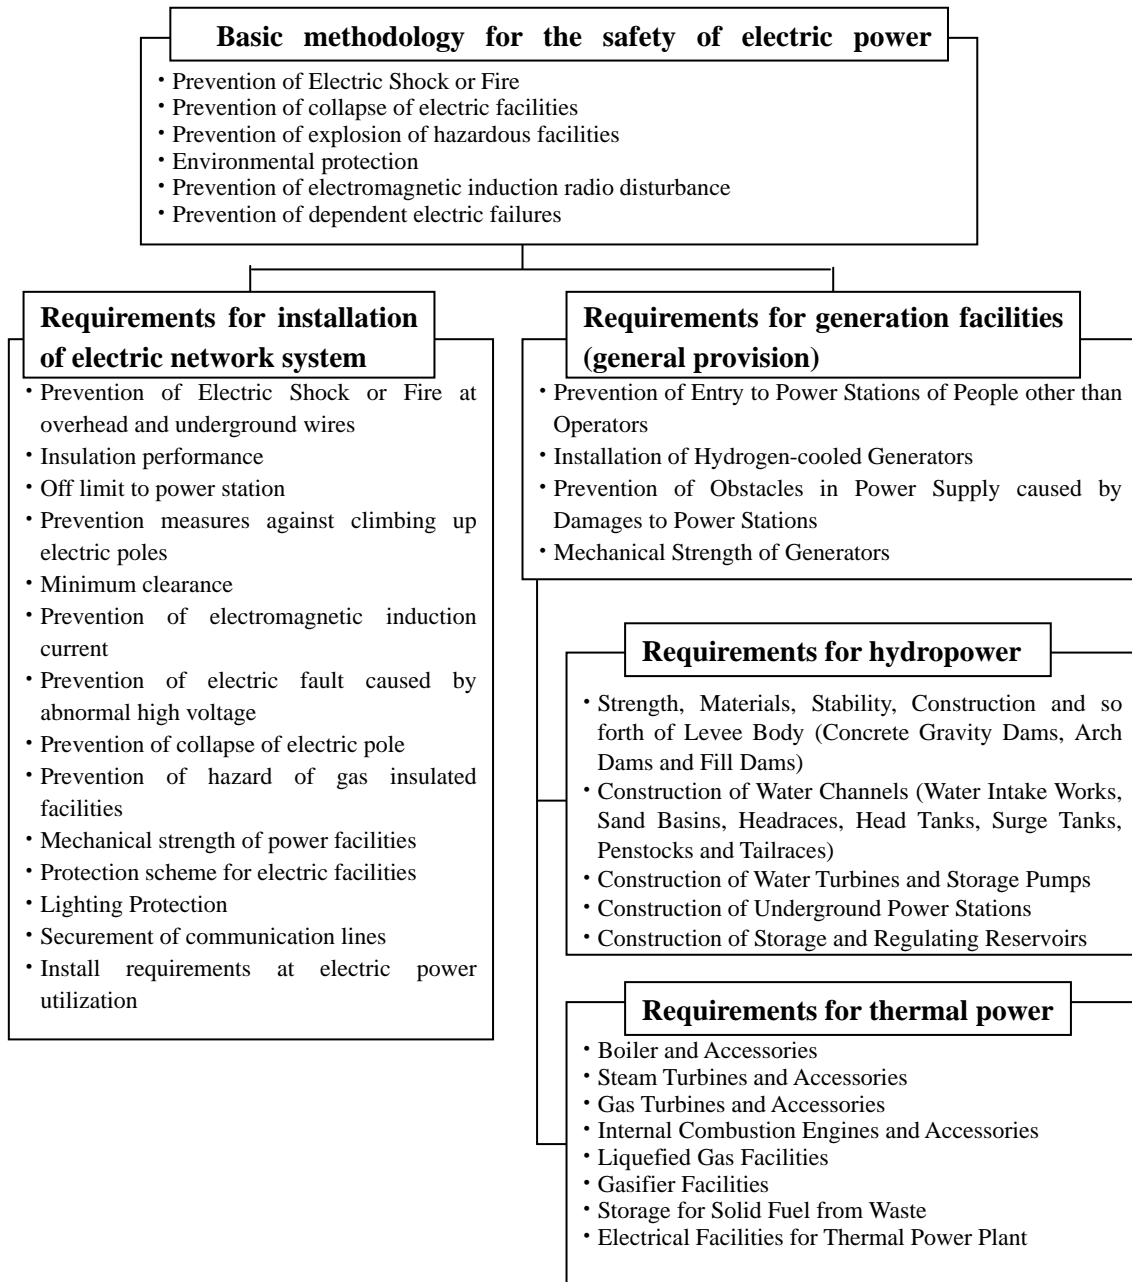 Basic methodology for the safety of electric power
・Prevention of Electric Shock or Fire
・Prevention of collapse of electric facilities
・Prevention of explosion of hazardous facilities
・Environmental protection
・Prevention of electromagnetic induction radio disturbance
・Prevention of dependent electric failures
Requirements for installation
of electric network system
・Prevention of Electric Shock or Fire at
overhead and underground wires
・Insulation performance
・Off limit to power station
・Prevention measures against climbing up
electric poles
・Minimum clearance
・Prevention of electromagnetic induction
current
・Prevention of electric fault caused by
abnormal high voltage
・Prevention of collapse of electric pole
・Prevention of hazard of gas insulated
facilities
・Mechanical strength of power facilities
・Protection scheme for electric facilities
・Lighting Protection
・Securement of communication lines
・Install requirements at electric power
utilization
Requirements for generation facilities
(general provision)
・Prevention of Entry to Power Stations of People other than
Operators
・Installation of Hydrogen-cooled Generators
・Prevention of Obstacles in Power Supply caused by
Damages to Power Stations
・Mechanical Strength of Generators
Requirements for hydropower
・Strength, Materials, Stability, Construction and so
forth of Levee Body (Concrete Gravity Dams, Arch
Dams and Fill Dams)
・Construction of Water Channels (Water Intake Works,
Sand Basins, Headraces, Head Tanks, Surge Tanks,
Penstocks and Tailraces)
・Construction of Water Turbines and Storage Pumps
・Construction of Underground Power Stations
・Construction of Storage and Regulating Reservoirs
Requirements for thermal power
・Boiler and Accessories
・Steam Turbines and Accessories
・Gas Turbines and Accessories
・Internal Combustion Engines and Accessories
・Liquefied Gas Facilities
・Gasifier Facilities
・Storage for Solid Fuel from Waste
・Electrical Facilities for Thermal Power Plant